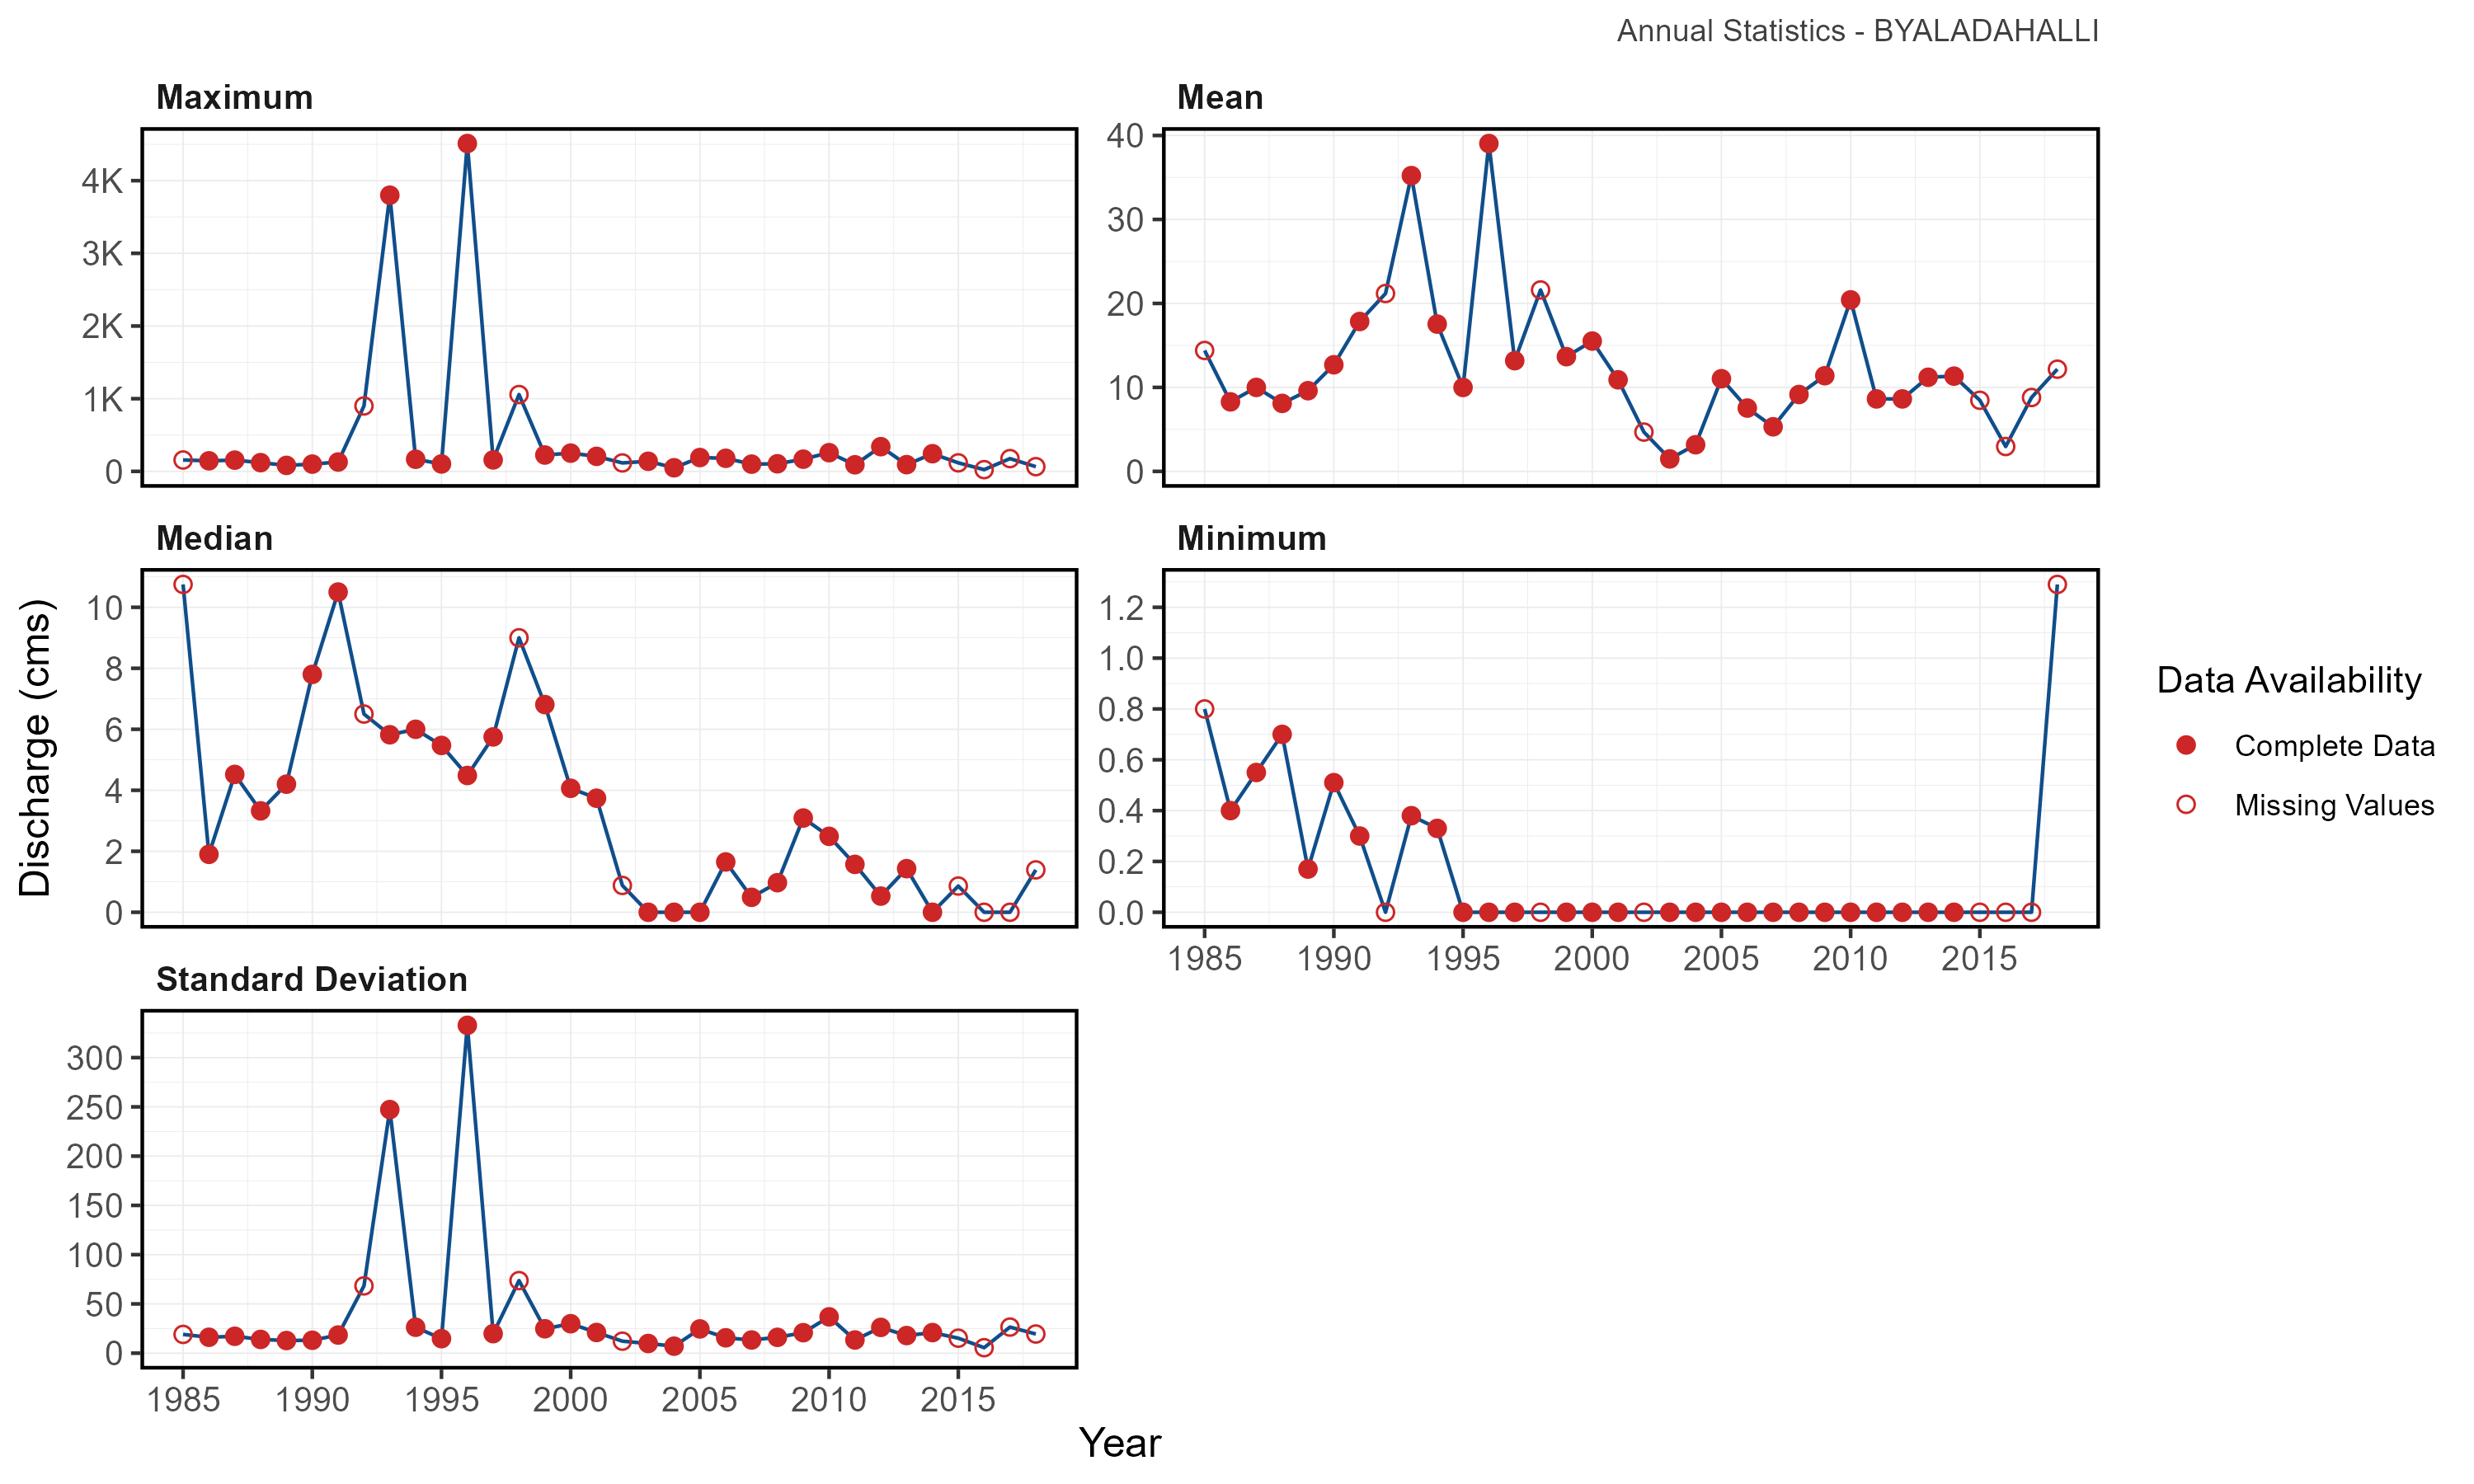 Annual Statistics - BYALADAHALLI
Maximum
4K
3K
2K
1K
0
Mean
40
30
20
10
0
Median
10
8
6
4
2
0
Minimum
1.2
1.0
0.8
0.6
0.4
0.2
0.0
1985 1990 1995 2000 2005 2010 2015
Standard Deviation
300
250
200
150
100
50
0
1985 1990 1995 2000 2005 2010 2015
Discharge (cms)
Year
Data Availability
Complete Data
Missing Values